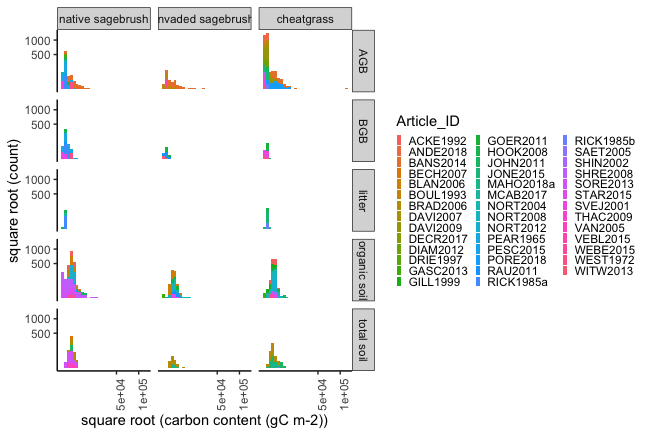 native sagebrush
nvaded sagebrush
cheatgrass
1000
500
AGB
1000
500
BGB
1000
500
litter
1000
500
organic soil
1000
500
total soil
square root (count)
5e+04
1e+05
5e+04
1e+05
5e+04
1e+05
square root (carbon content (gC m-2))
Article_ID
ACKE1992
ANDE2018
BANS2014
BECH2007
BLAN2006
BOUL1993
BRAD2006
DAVI2007
DAVI2009
DECR2017
DIAM2012
DRIE1997
GASC2013
GILL1999
GOER2011
HOOK2008
JOHN2011
JONE2015
MAHO2018a
MCAB2017
NORT2004
NORT2008
NORT2012
PEAR1965
PESC2015
PORE2018
RAU2011
RICK1985a
RICK1985b
SAET2005
SHIN2002
SHRE2008
SORE2013
STAR2015
SVEJ2001
THAC2009
VAN2005
VEBL2015
WEBE2015
WEST1972
WITW2013